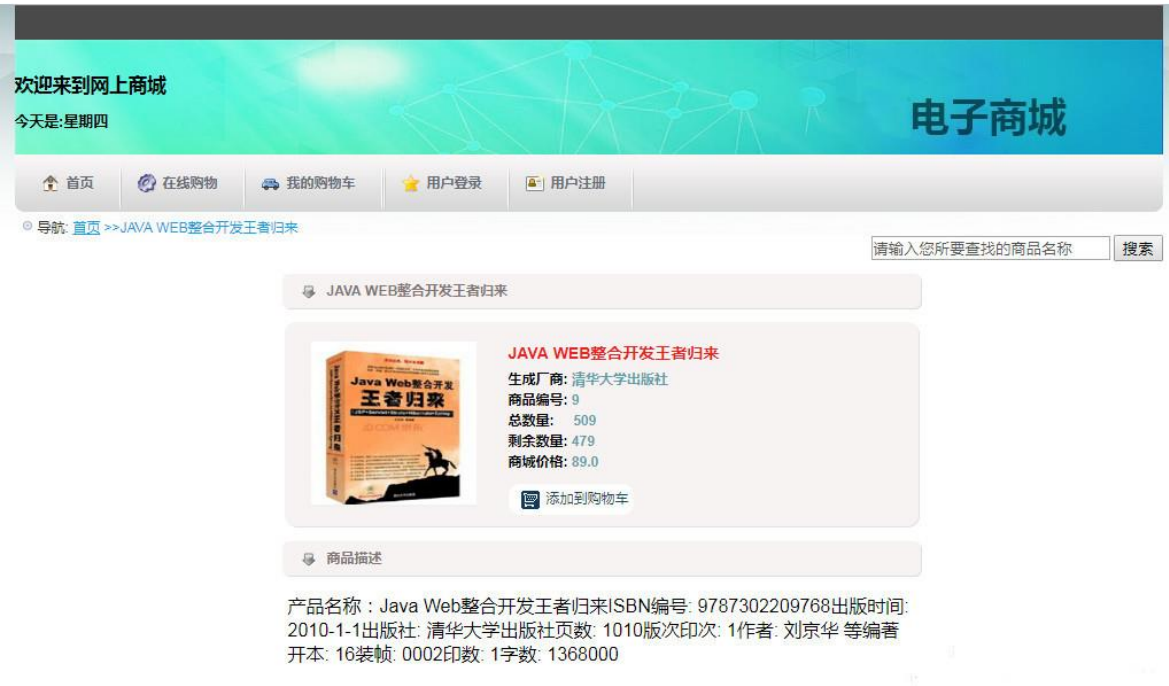 欢迎来到网上商城
今天是:星期四
电子商城
首页 在线购物 我的购物车 用户登录 用户注册
导航: 首页 >>JAVA WEB整合开发王者归来
请输入您所要查找的商品名称 搜索
JAVA WEB整合开发王者归来
Java Web整合开发
王者归来
JAVA WEB整合开发王者归来
生成厂商: 清华大学出版社
商品编号: 9
总数量: 509
剩余数量: 479
商城价格: 89.0
添加到购物车
商品描述
产品名称：Java Web整合开发王者归来ISBN编号: 9787302209768出版时间:
2010-1-1出版社: 清华大学出版社页数: 1010版次印次: 1作者: 刘京华 等编著
开本: 16装帧: 0002印数: 1字数: 1368000